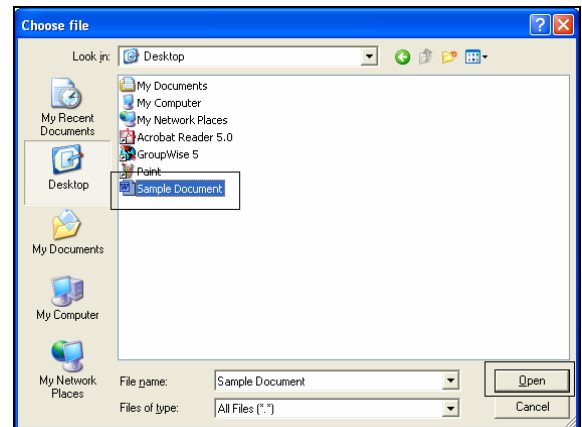 Choose file
Look in: Desktop
My Recent
Documents
Desktop
My Documents
My Computer
My Network
Places
My Documents
My Computer
My Network Places
Acrobat Reader 5.0
GroupWise 5
Paint
Sample Document
File name: Sample Document Open
Files of type: All Files (*.*) Cancel